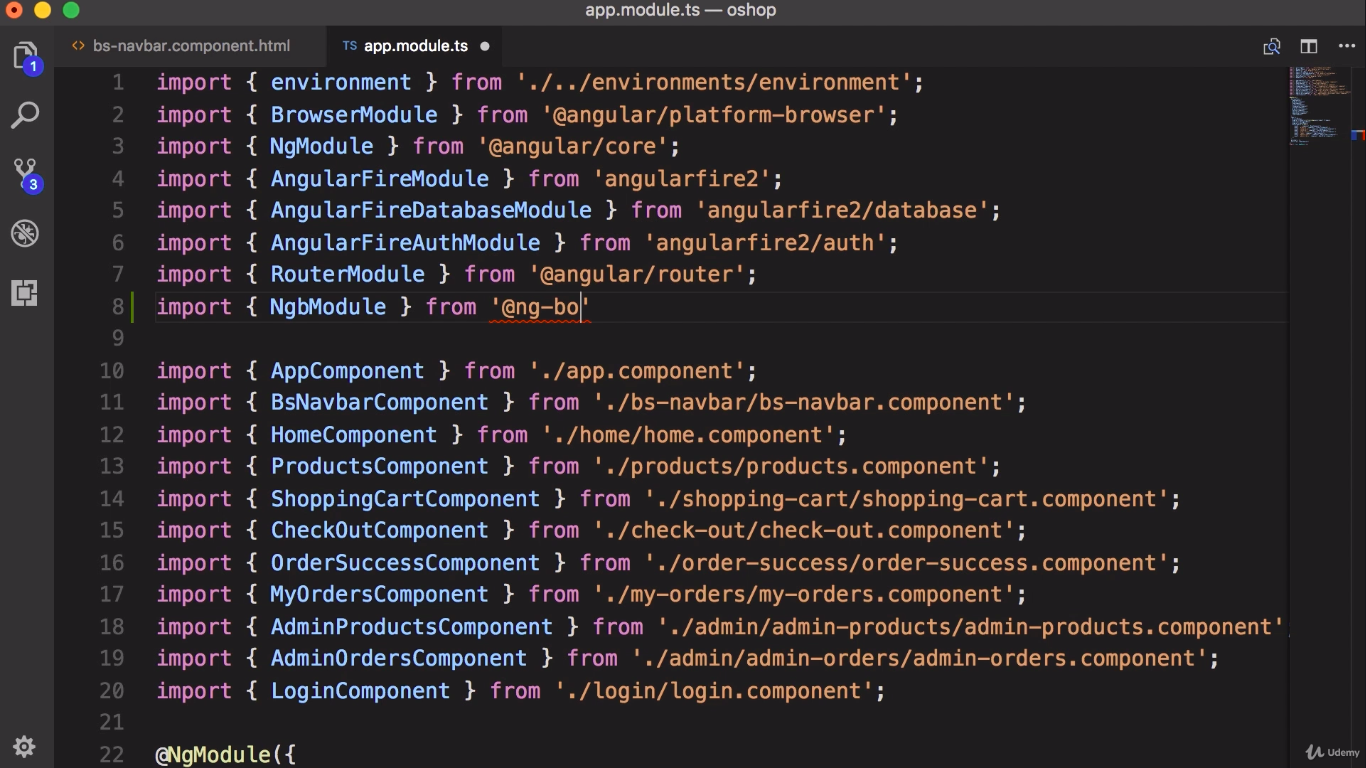 app.module.ts — oshop
<> bs-navbar.component.html
TS app.module.ts
1
3
1 import { environment } from './../environments/environment';
2 import { BrowserModule } from '@angular/platform-browser';
3 import { NgModule } from '@angular/core';
4 import { AngularFireModule } from 'angularfire2';
5 import { AngularFireDatabaseModule } from 'angularfire2/database';
6 import { AngularFireAuthModule } from 'angularfire2/auth';
7 import { RouterModule } from '@angular/router';
8 import { NgbModule } from '@ng-bo'
9
10 import { AppComponent } from './app.component';
11 import { BsNavbarComponent } from './bs-navbar/bs-navbar.component';
12 import { HomeComponent } from './home/home.component';
13 import { ProductsComponent } from './products/products.component';
14 import { ShoppingCartComponent } from './shopping-cart/shopping-cart.component';
15 import { CheckOutComponent } from './check-out/check-out.component';
16 import { OrderSuccessComponent } from './order-success/order-success.component';
17 import { MyOrdersComponent } from './my-orders/my-orders.component';
18 import { AdminProductsComponent } from './admin/admin-products/admin-products.component'
19 import { AdminOrdersComponent } from './admin/admin-orders/admin-orders.component';
20 import { LoginComponent } from './login/login.component';
21
22 @NgModule({
Udemy